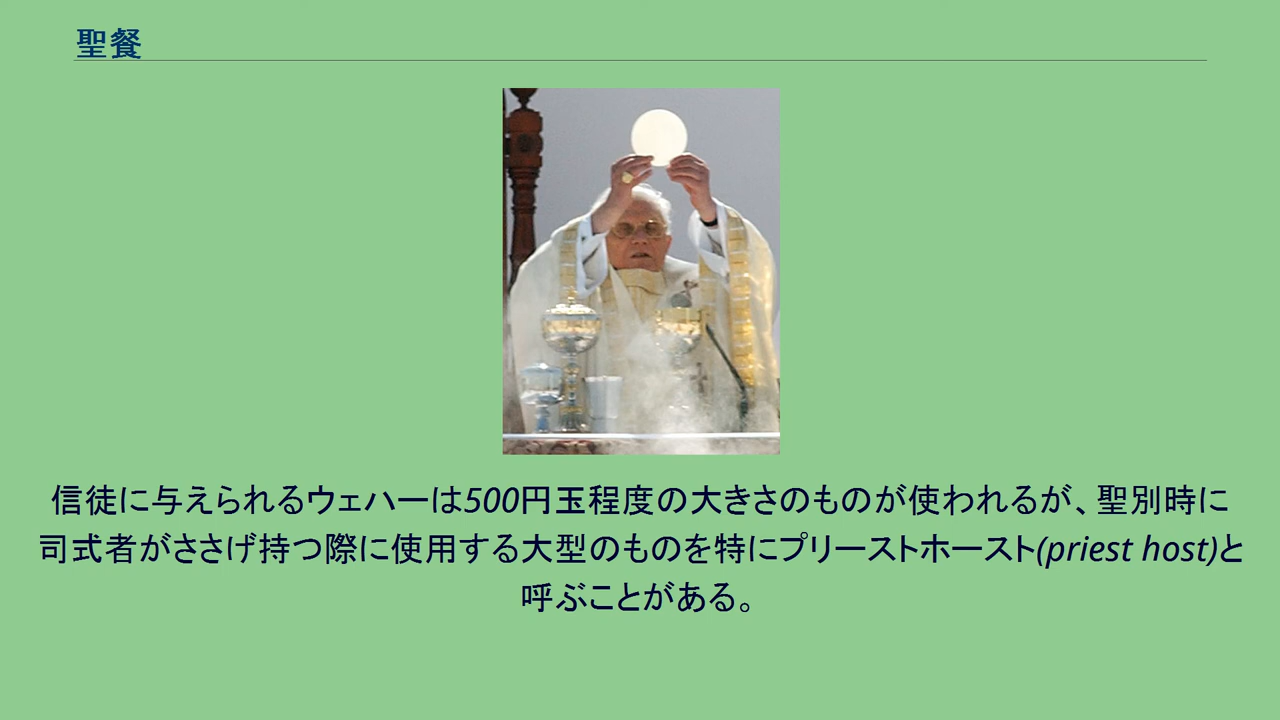 聖餐
信徒に与えられるウェハーは500円玉程度の大きさのものが使われるが、聖別時に
司式者がささげ持つ際に使用する大型のものを特にプリーストホースト(priest host)と
呼ぶことがある。